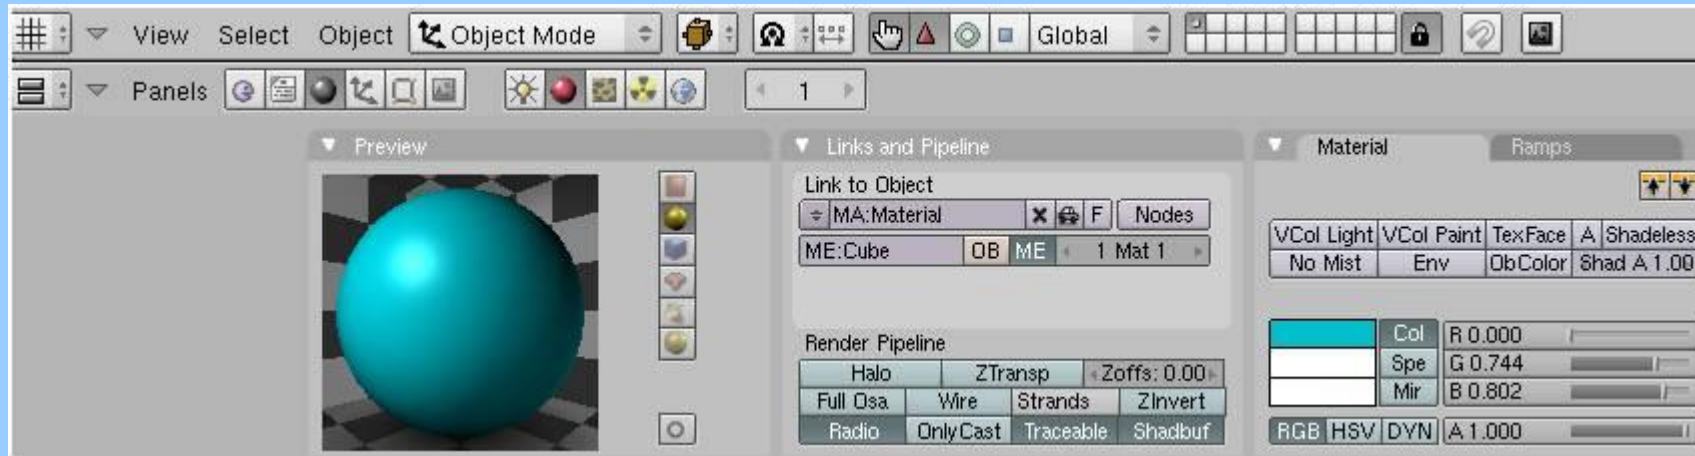 View Select Object Object Mode Global
Panels 1
Preview
Links and Pipeline
Link to Object
MA:Material F Nodes
ME:Cube OB ME 1 Mat 1
Render Pipeline
Halo ZTransp Zoffs: 0.00
Full Osa Wire Strands ZInvert
Radio OnlyCast Traceable Shadbuf
Material Ramps
VCol Light VCol Paint TexFace A Shadeless
No Mist Env ObColor Shad A 1.00
Col R 0.000
Spe G 0.744
Mir B 0.802
RGB HSV DYN A 1.000